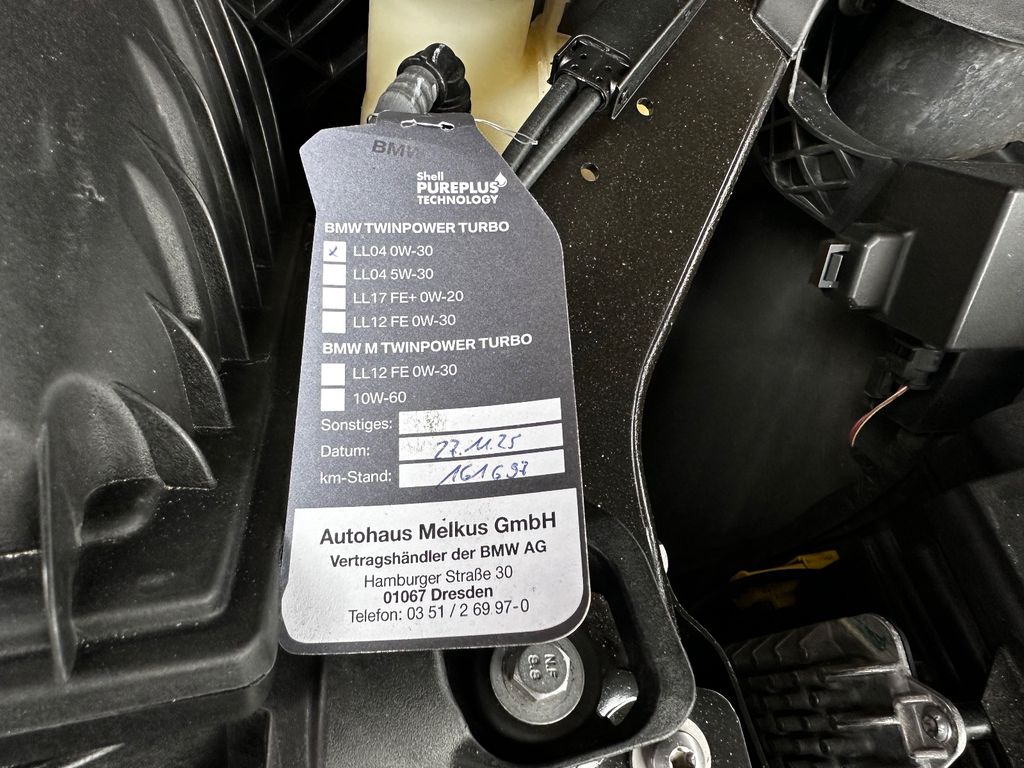 BMW
Shell
PUREPLUS
TECHNOLOGY
BMW TWINPOWER TURBO
x LL04 0W-30
LL04 5W-30
LL17 FE+ 0W-20
LL12 FE 0W-30
BMW M TWINPOWER TURBO
LL12 FE 0W-30
10W-60
Sonstiges:
Datum: 27.11.25
km-Stand: 161697
Autohaus Melkus GmbH
Vertragshändler der BMW AG
Hamburger Straße 30
01067 Dresden
Telefon: 03 51 / 2 69 97-0
NF
8.8